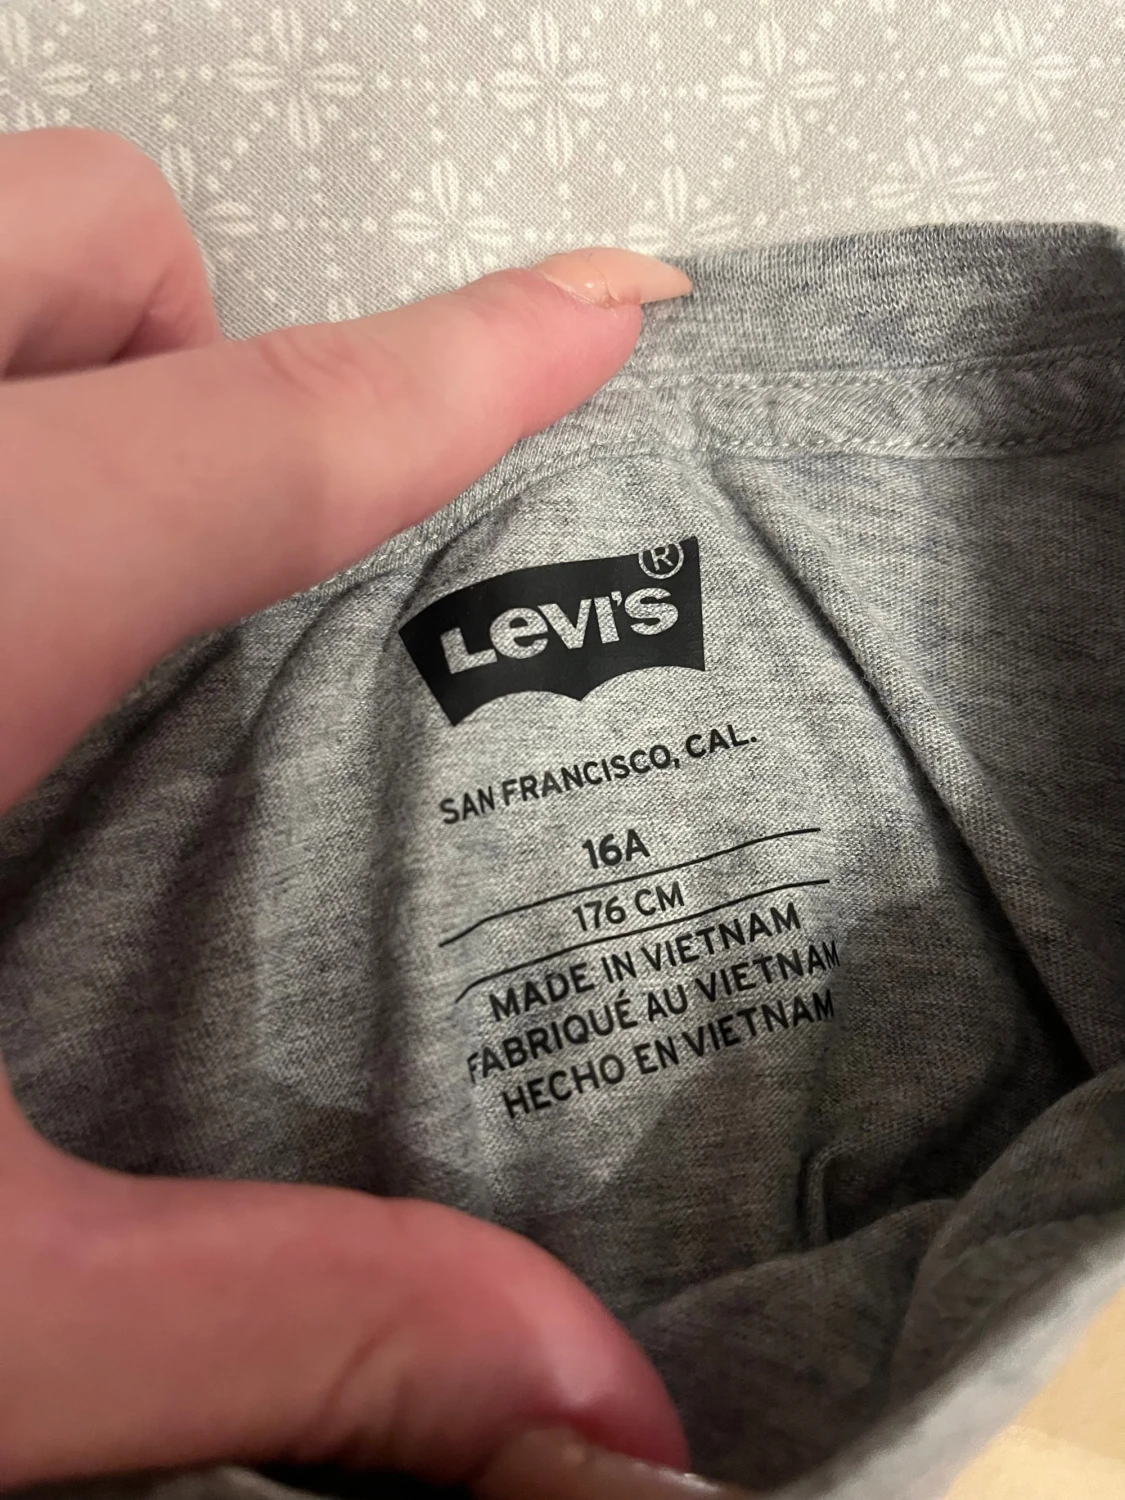 LEVI'S®
SAN FRANCISCO, CAL.
16A
176 CM
MADE IN VIETNAM
FABRIQUÉ AU VIETNAM
HECHO EN VIETNAM